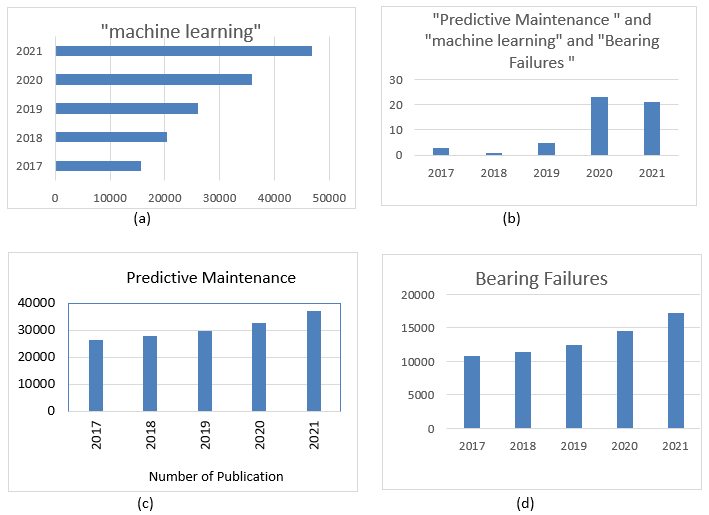 "machine learning"
2021
2020
2019
2018
2017
0 10000 20000 30000 40000 50000
(a)
"Predictive Maintenance " and
"machine learning" and "Bearing
Failures "
30
20
10
0
2017 2018 2019 2020 2021
(b)
Predictive Maintenance
40000
30000
20000
10000
0
2017 2018 2019 2020 2021
Number of Publication
(c)
Bearing Failures
20000
15000
10000
5000
0
2017 2018 2019 2020 2021
(d)